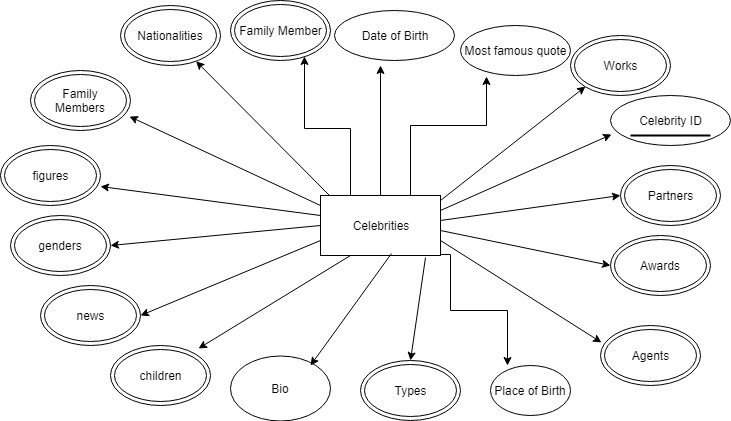 Nationalities
Family Member
Date of Birth
Most famous quote
Works
Family
Members
Celebrity ID
figures
Partners
Celebrities
genders
Awards
news
Agents
children
Bio
Types
Place of Birth